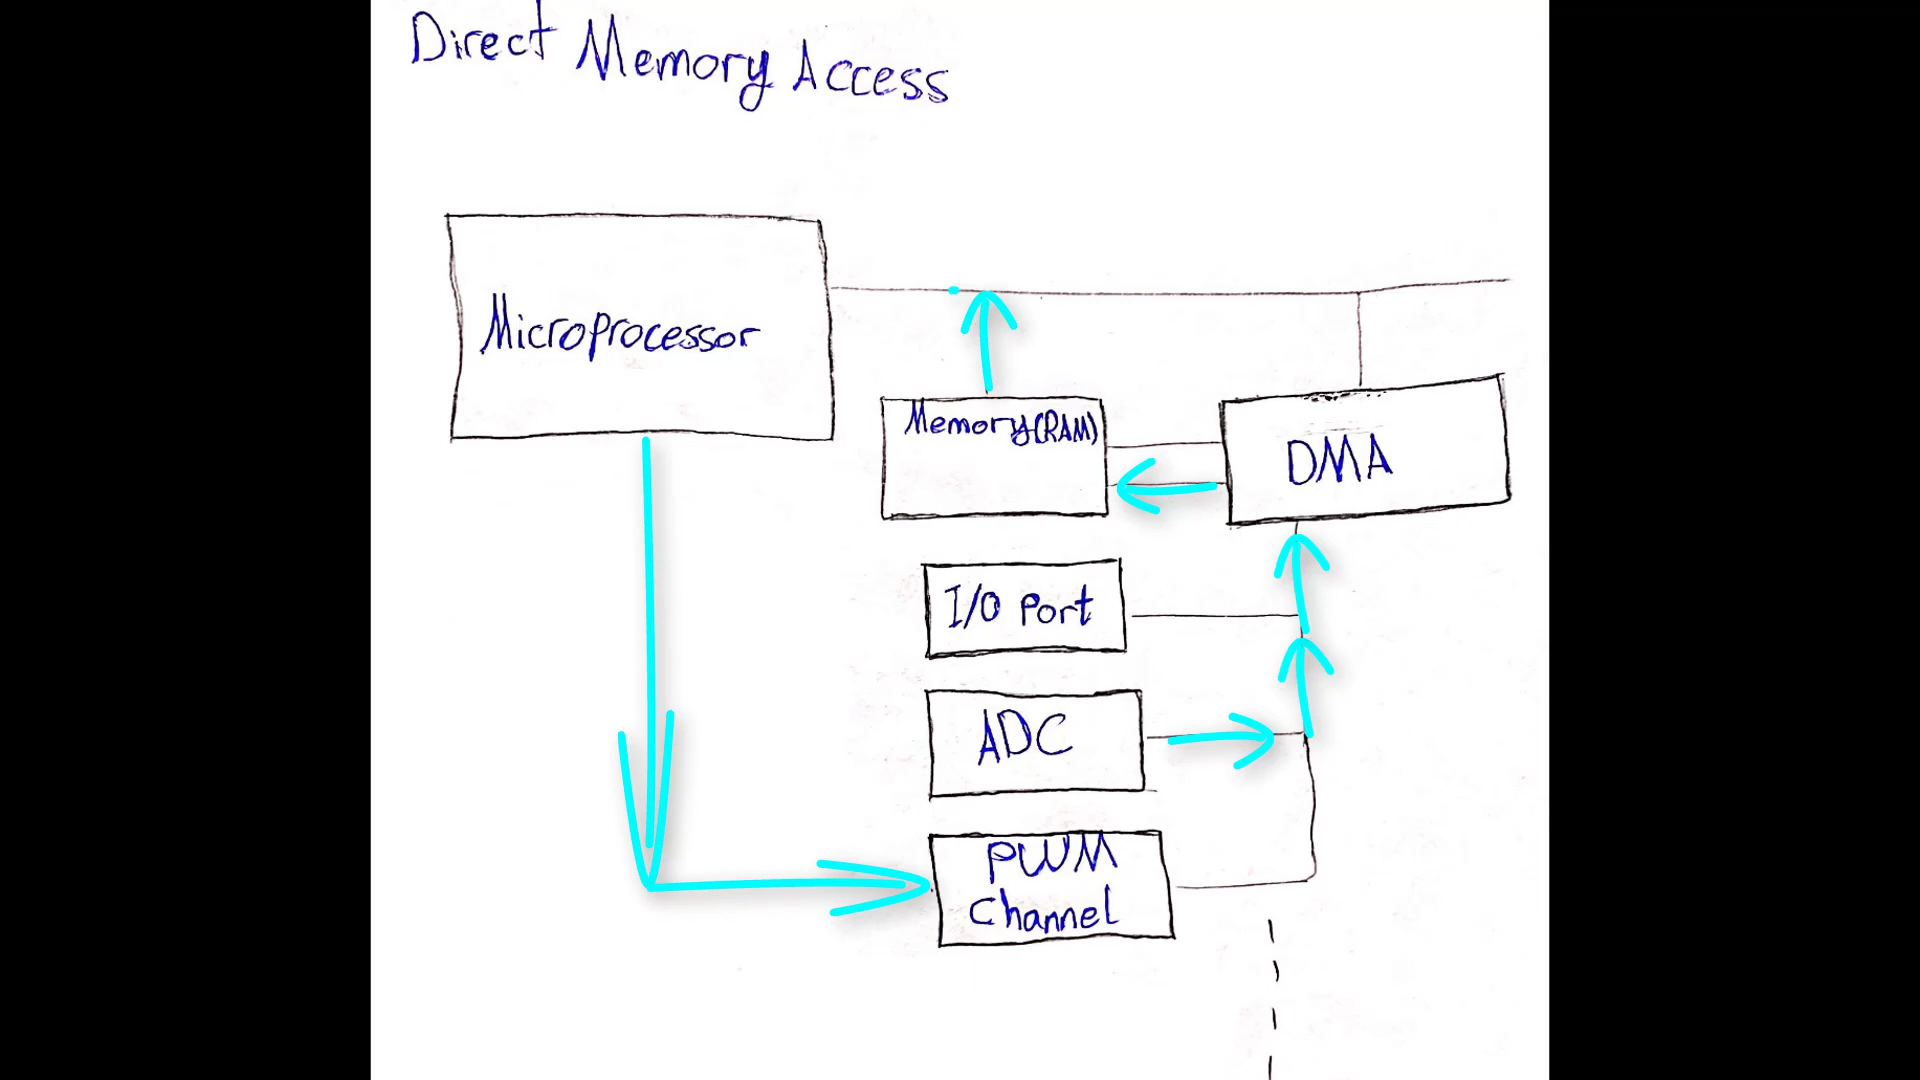 Direct Memory Access
Microprocessor
Memory(RAM)
DMA
I/O Port
ADC
PWM
Channel